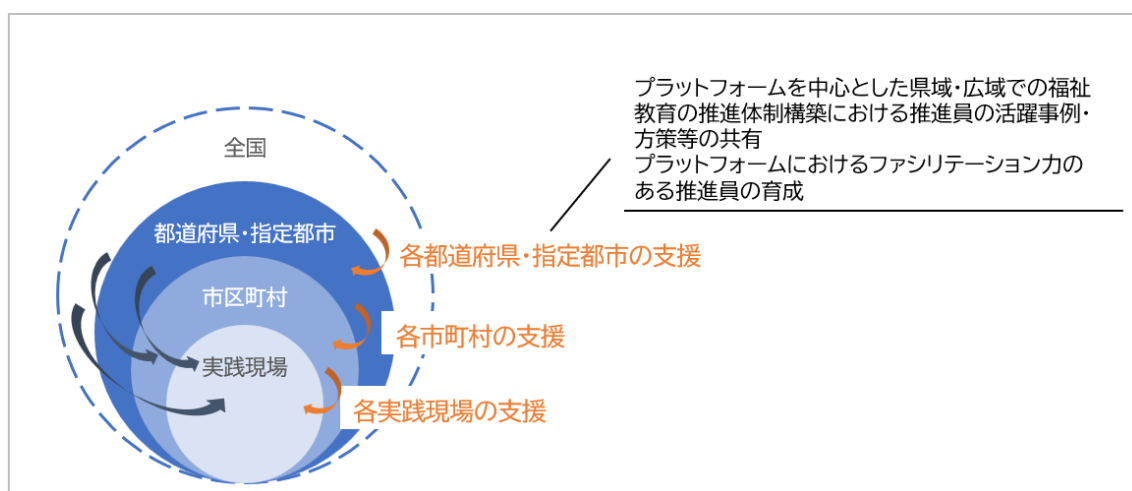 プラットフォームを中心とした県域・広域での福祉
教育の推進体制構築における推進員の活躍事例・
方策等の共有
プラットフォームにおけるファシリテーション力の
ある推進員の育成
全国
都道府県・指定都市
各都道府県・指定都市の支援
市区町村
各市町村の支援
実践現場
各実践現場の支援